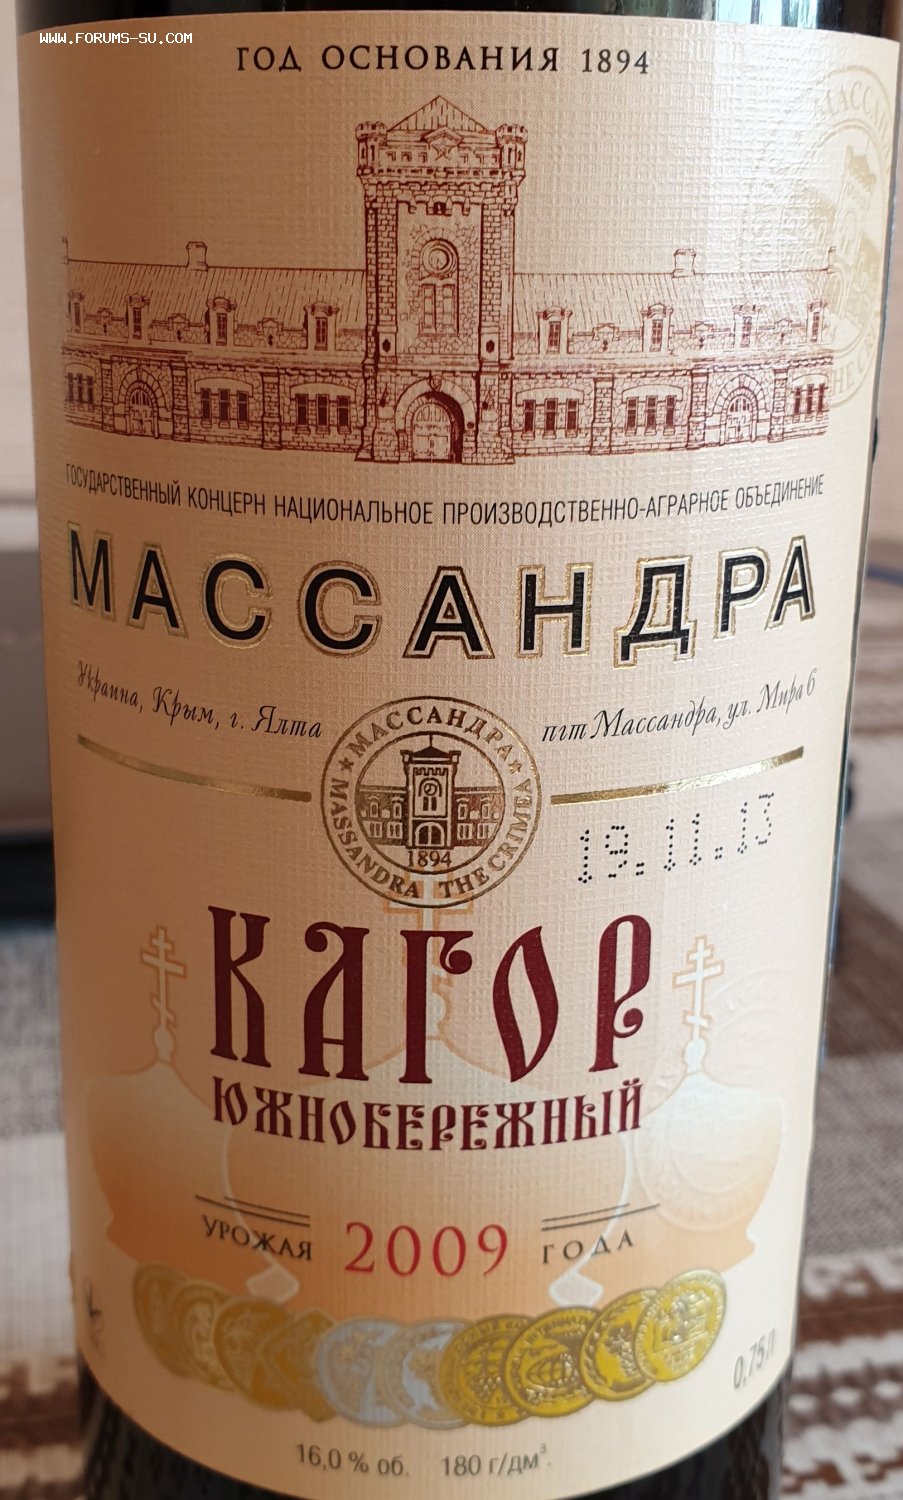 WWW.FORUMS-SU.COM
ГОД ОСНОВАНИЯ 1894
ГОСУДАРСТВЕННЫЙ КОНЦЕРН НАЦИОНАЛЬНОЕ ПРОИЗВОДСТВЕННО-АГРАРНОЕ ОБЪЕДИНЕНИЕ
МАССАНДРА
Украина, Крым, г. Ялта
пгт Массандра, ул. Мира 6
МАССАНДРА
MASSANDRA THE CRIMEA
1894
19.11.13
КАГОР
ЮЖНОБЕРЕЖНЫЙ
УРОЖАЯ 2009 ГОДА
0,75 Л
16,0 % об. 180 г/дм³.